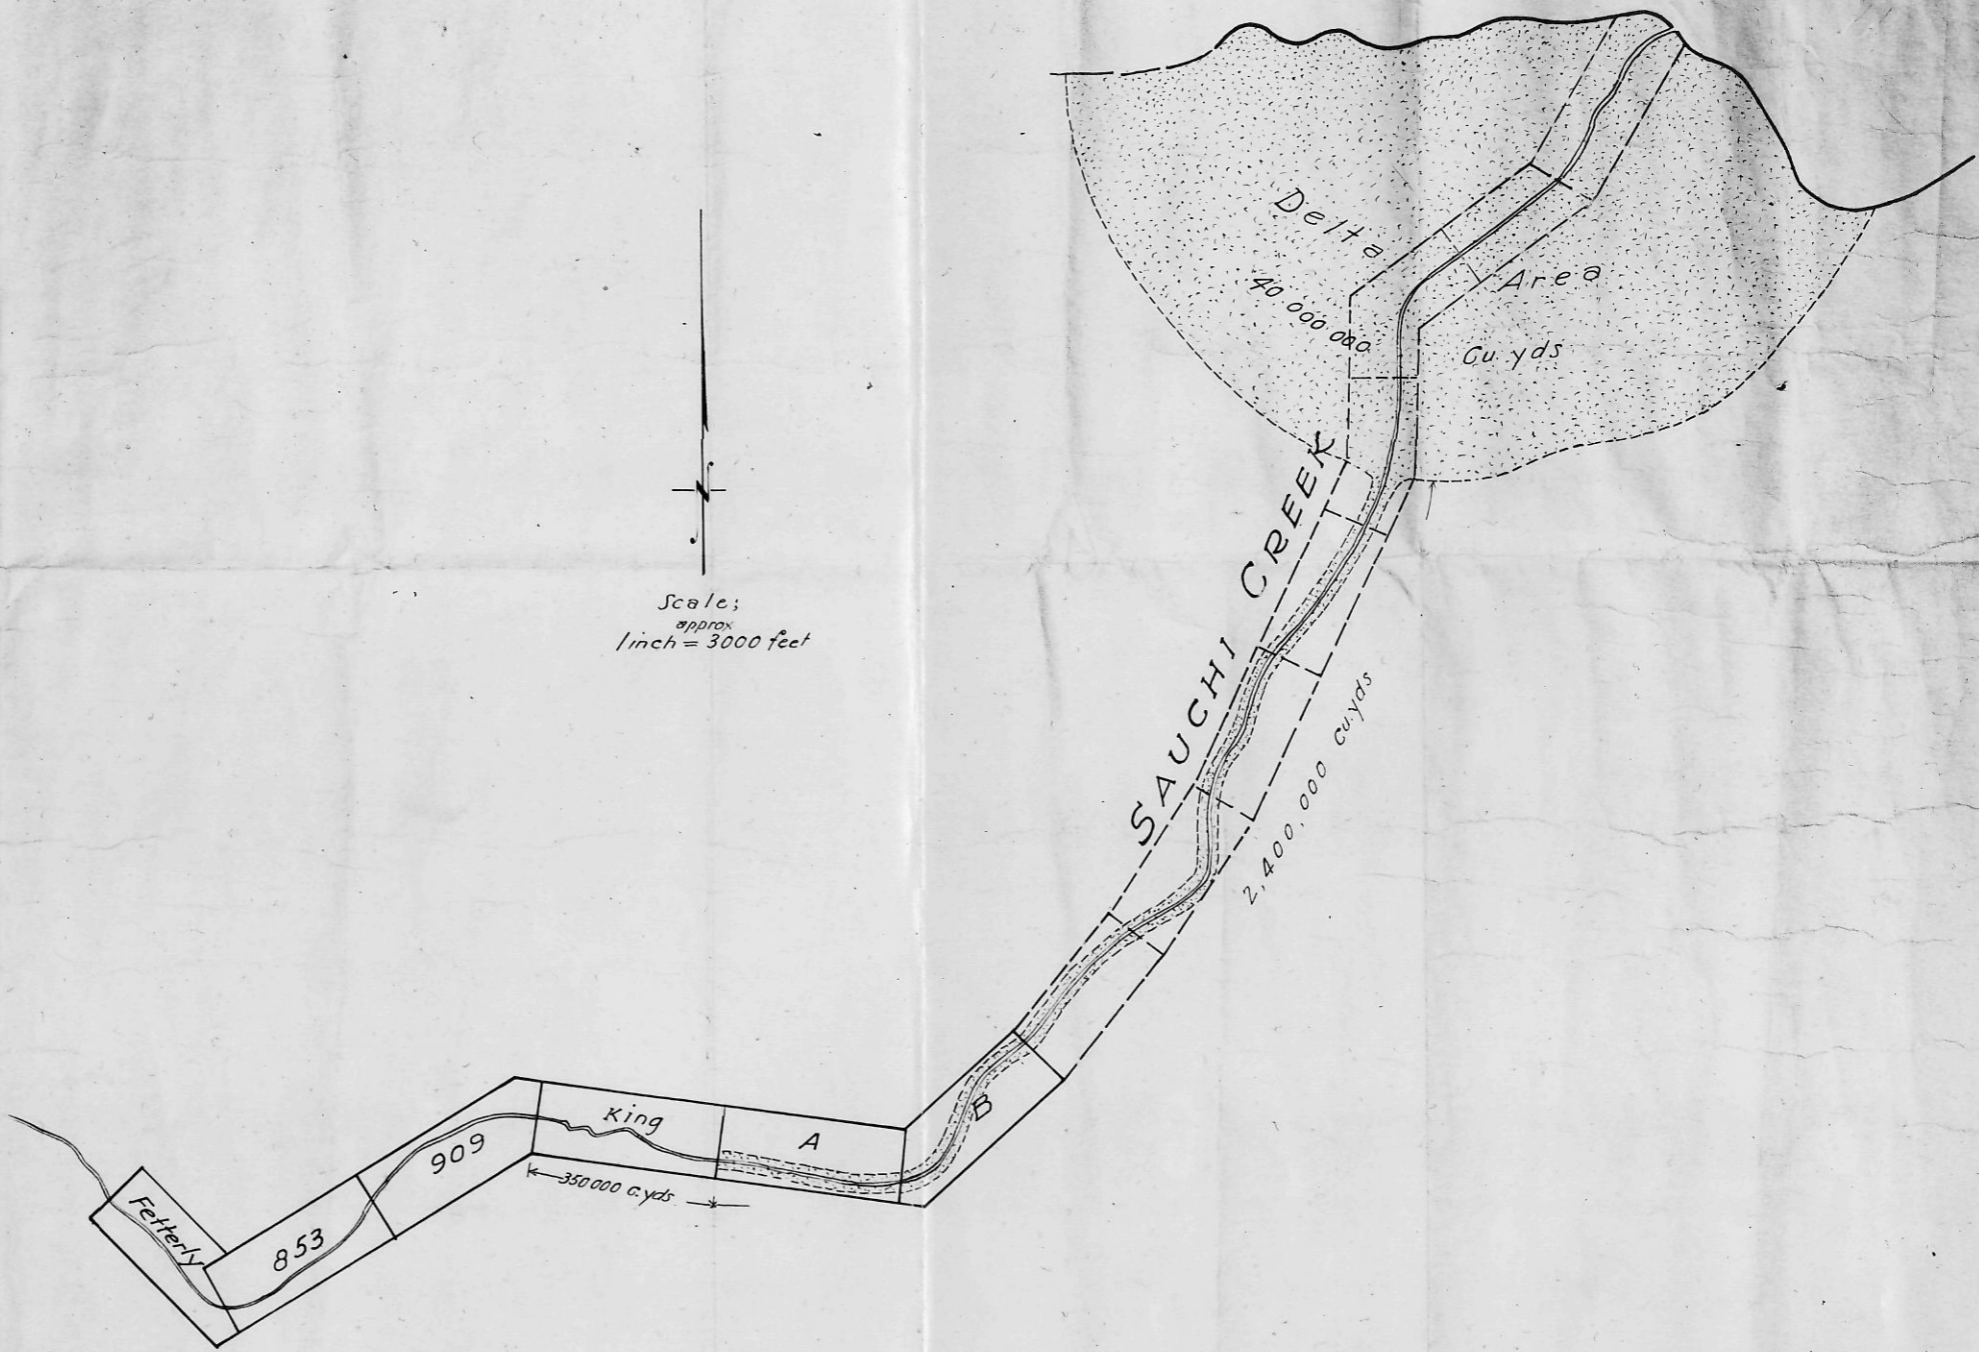 Delta Area
40 000 000 Cu. yds
N
Scale;
approx
1 inch = 3000 feet
SAUCHI CREEK
2,400,000 cu. yds
King
A
B
909
350000 c. yds
853
Fetterly